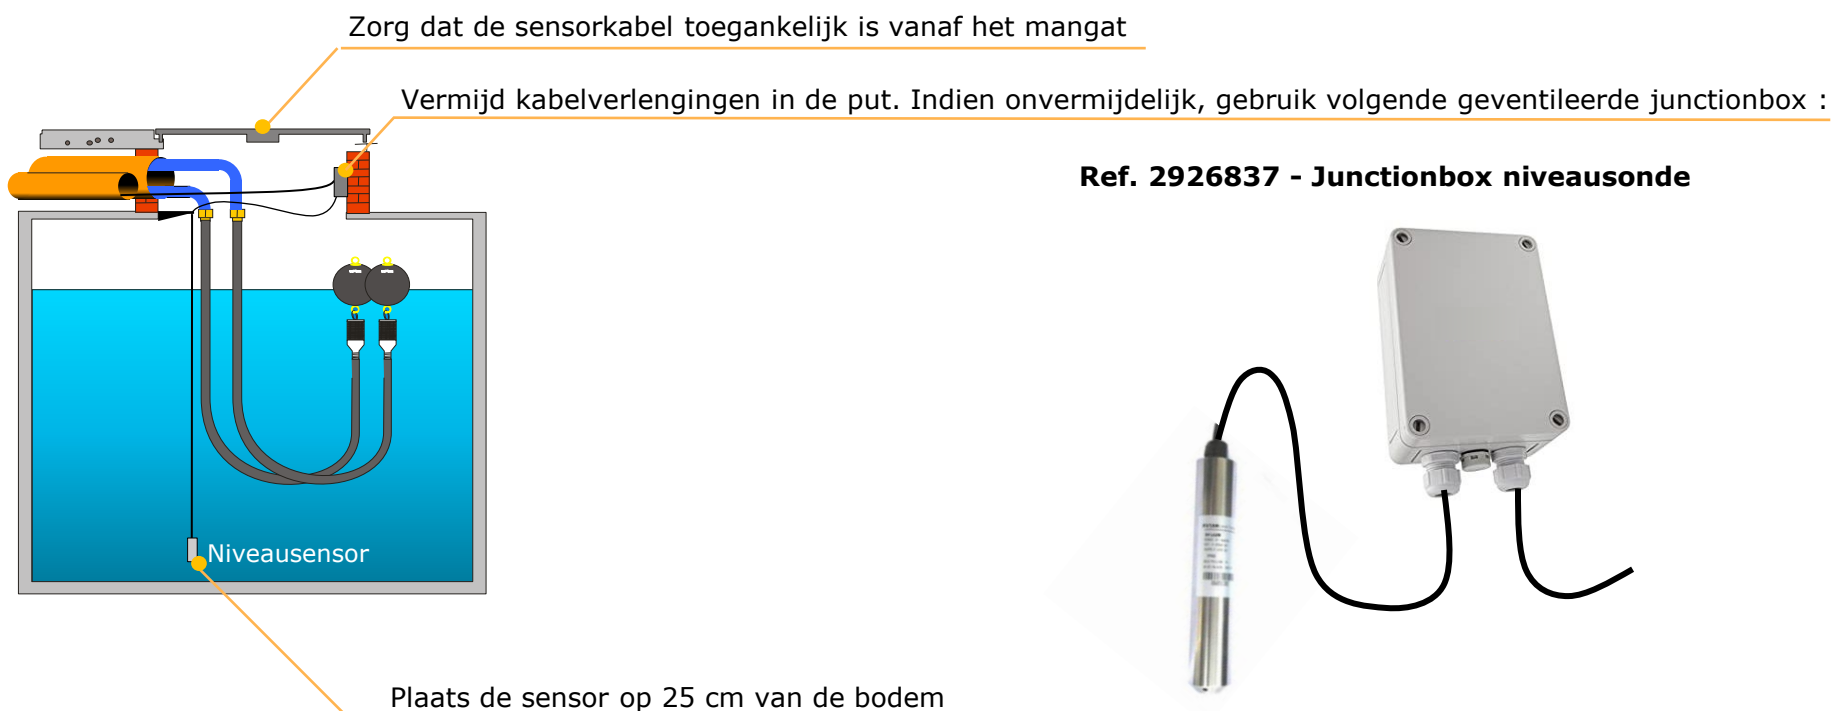 Zorg dat de sensorkabel toegankelijk is vanaf het mangat
Vermijd kabelverlengingen in de put. Indien onvermijdelijk, gebruik volgende geventileerde junctionbox :
Ref. 2926837 - Junctionbox niveausonde
Niveausensor
Plaats de sensor op 25 cm van de bodem